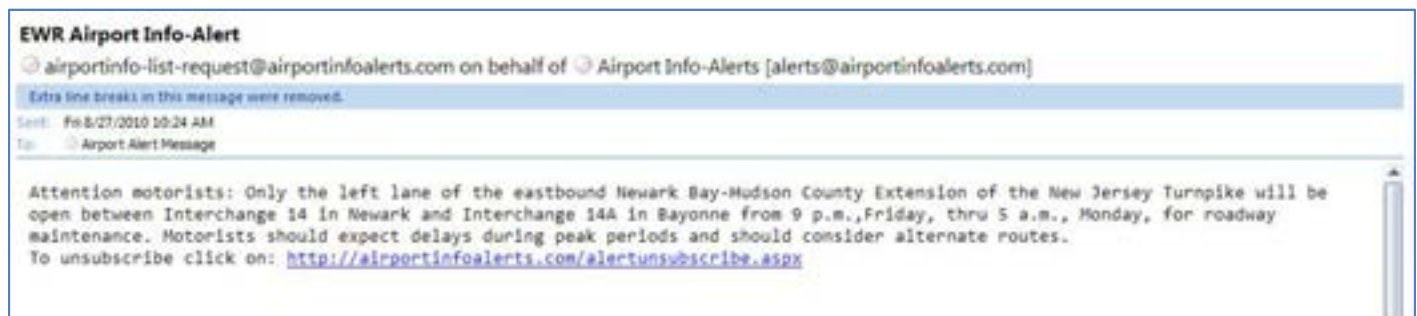 EWR Airport Info-Alert
airportinfo-list-request@airportinfoalerts.com on behalf of Airport Info-Alerts [alerts@airportinfoalerts.com]
Extra line breaks in this message were removed.
Sent: Fri 8/27/2010 10:24 AM
To: Airport Alert Message
Attention motorists: Only the left lane of the eastbound Newark Bay-Hudson County Extension of the New Jersey Turnpike will be
open between Interchange 14 in Newark and Interchange 14A in Bayonne from 9 p.m.,Friday, thru 5 a.m., Monday, for roadway
maintenance. Motorists should expect delays during peak periods and should consider alternate routes.
To unsubscribe click on: http://airportinfoalerts.com/alertunsubscribe.aspx